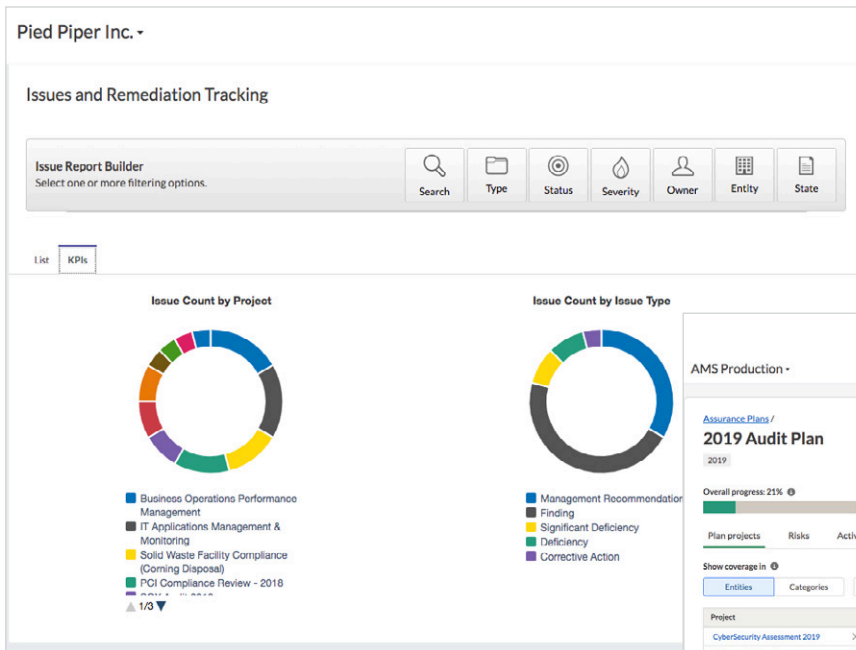 Pied Piper Inc.
Issues and Remediation Tracking
Issue Report Builder
Select one or more filtering options.
Search
Type
Status
Severity
Owner
Entity
State
List
KPIs
Issue Count by Project
Business Operations Performance
Management
IT Applications Management &
Monitoring
Solid Waste Facility Compliance
(Corning Disposal)
PCI Compliance Review - 2018
1/3
Issue Count by Issue Type
Management Recommendation
Finding
Significant Deficiency
Deficiency
Corrective Action
AMS Production
Assurance Plans /
2019 Audit Plan
2019
Overall progress: 21%
Plan projects
Risks
Activ
Show coverage in
Entities
Categories
Project
CyberSecurity Assessment 2019